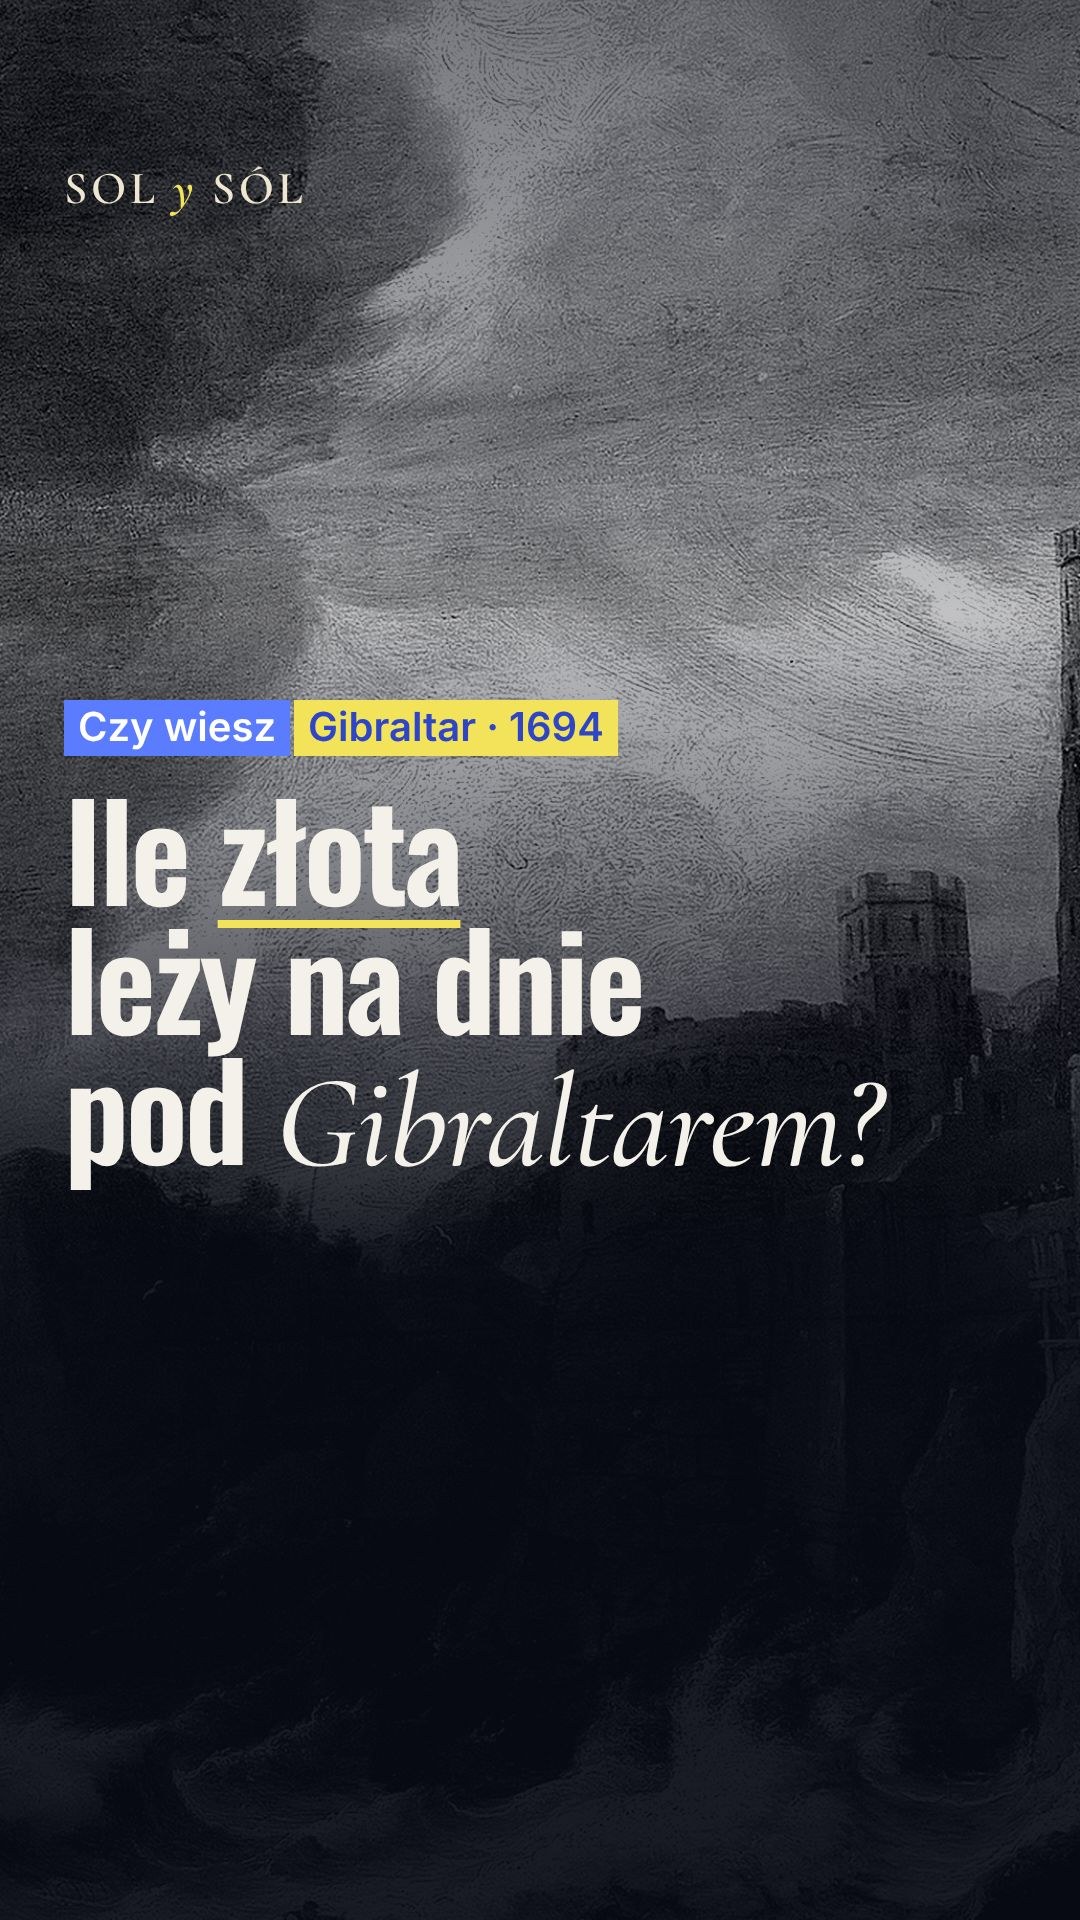 SOL y SÓL
Czy wiesz Gibraltar · 1694
Ile złota
leży na dnie
pod Gibraltarem?